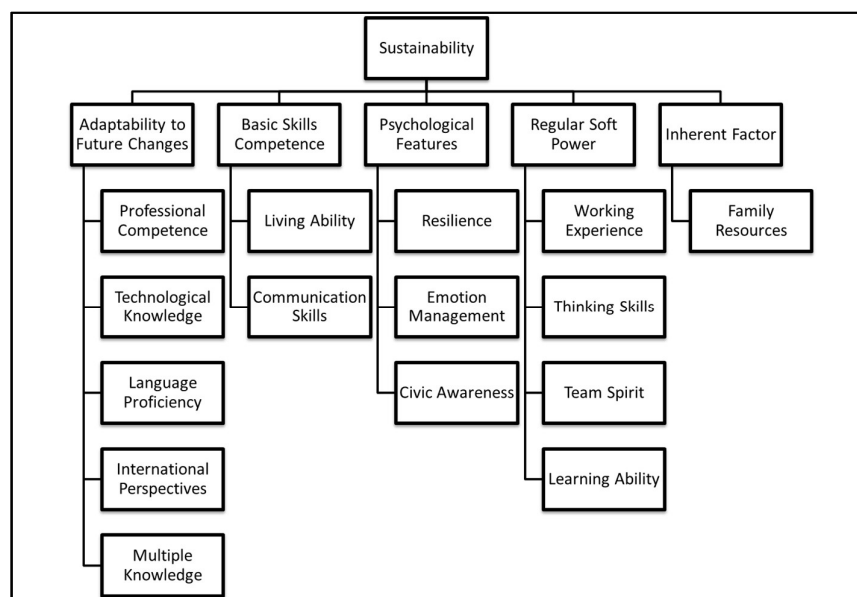 Sustainability
Adaptability to
Future Changes
Basic Skills
Competence
Psychological
Features
Regular Soft
Power
Inherent Factor
Professional
Competence
Technological
Knowledge
Language
Proficiency
International
Perspectives
Multiple
Knowledge
Living Ability
Communication
Skills
Resilience
Emotion
Management
Civic Awareness
Working
Experience
Thinking Skills
Team Spirit
Learning Ability
Family
Resources